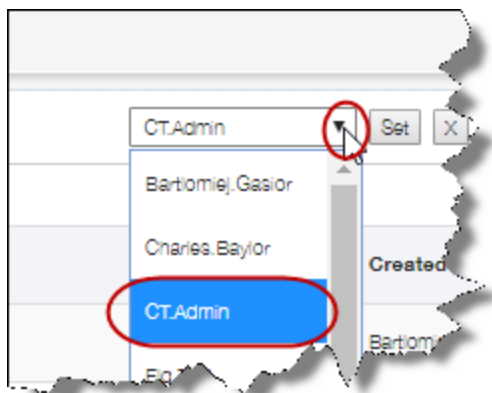 CT.Admin Set X
Bartlomiej.Gasior
Charles.Baylor
Created
CT.Admin